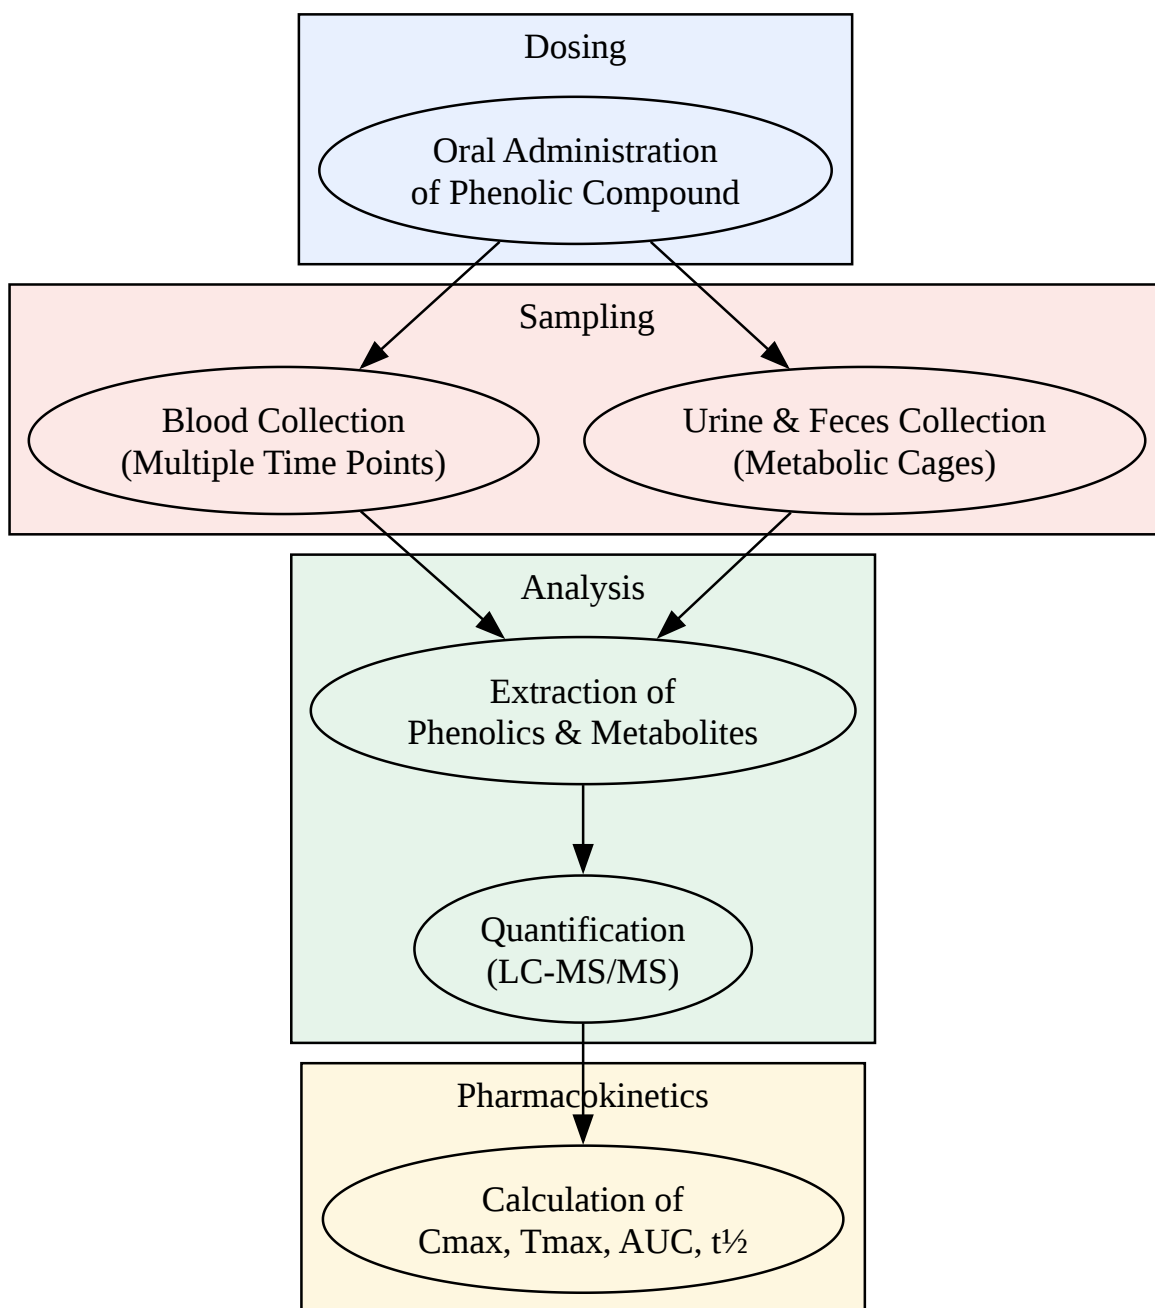 Dosing
Oral Administration
of Phenolic Compound
Sampling
Blood Collection
(Multiple Time Points)
Urine & Feces Collection
(Metabolic Cages)
Analysis
Extraction of
Phenolics & Metabolites
Quantification
(LC-MS/MS)
Pharmacokinetics
Calculation of
Cmax, Tmax, AUC, t½